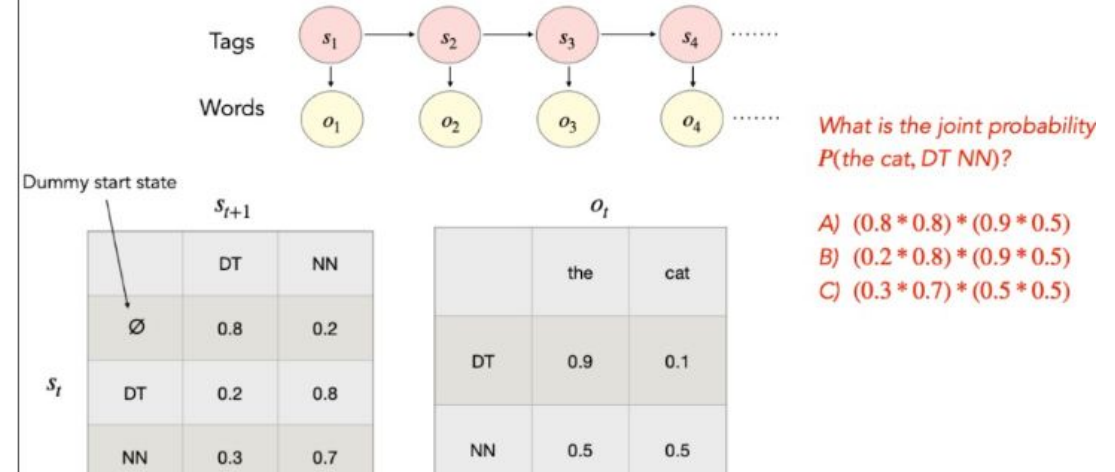 Tags
s1 s2 s3 s4 .......
Words
o1 o2 o3 o4 .......
What is the joint probability
P(the cat, DT NN)?
A) (0.8 * 0.8) * (0.9 * 0.5)
B) (0.2 * 0.8) * (0.9 * 0.5)
C) (0.3 * 0.7) * (0.5 * 0.5)
Dummy start state
st+1
DT NN
∅ 0.8 0.2
st
DT 0.2 0.8
NN 0.3 0.7
ot
the cat
DT 0.9 0.1
NN 0.5 0.5